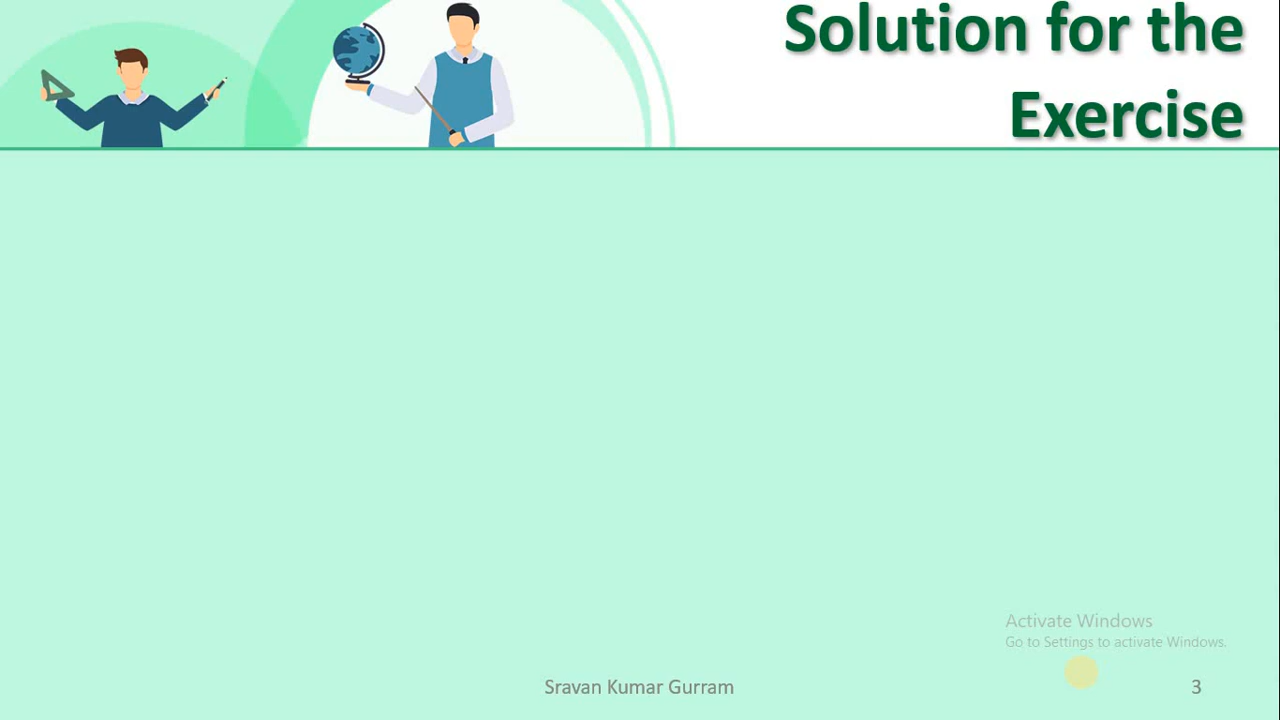 Solution for the
Exercise
Activate Windows
Go to Settings to activate Windows.
Sravan Kumar Gurram
3